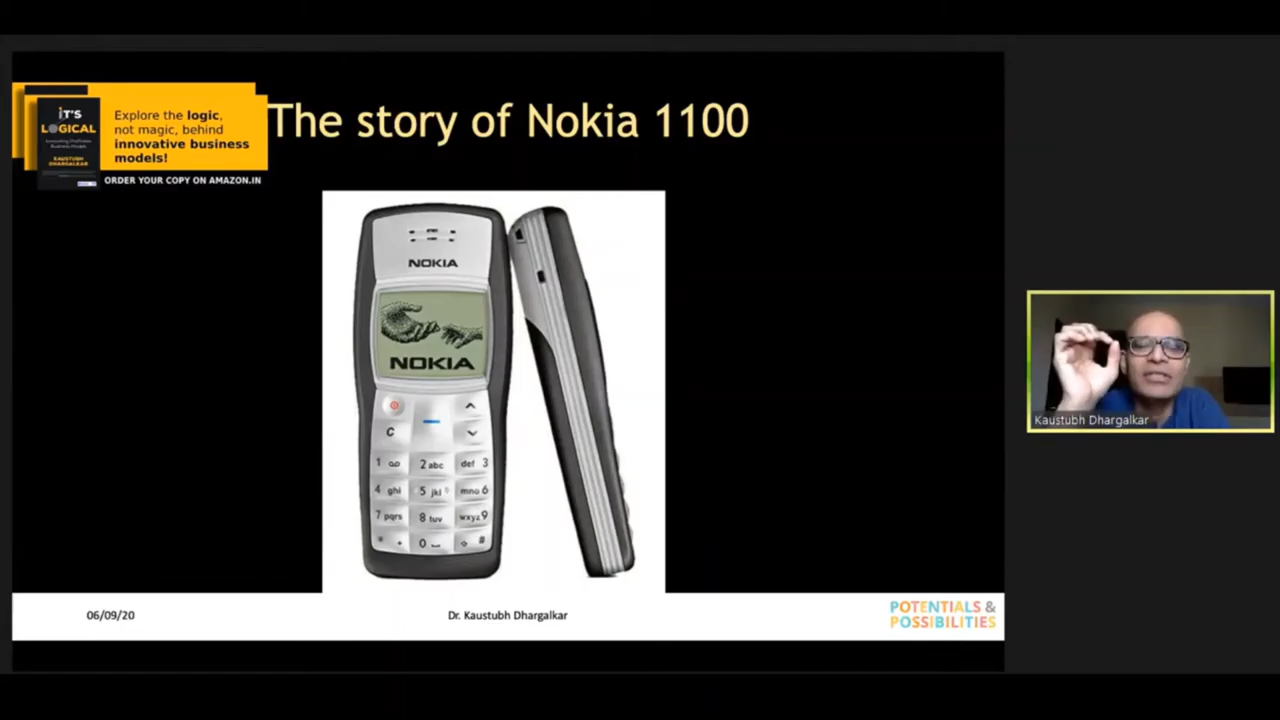 The story of Nokia 1100
iT'S
LOGICAL
KAUSTUBH
DHARGALKAR
Explore the logic,
not magic, behind
innovative business
models!
ORDER YOUR COPY ON AMAZON.IN
NOKIA
NOKIA
C
1 2 abc def 3
4 ghi 5 jkl mno 6
7 pqrs 8 tuv wxyz 9
* + 0 #
Kaustubh Dhargalkar
06/09/20
Dr. Kaustubh Dhargalkar
POTENTIALS &
POSSIBILITIES